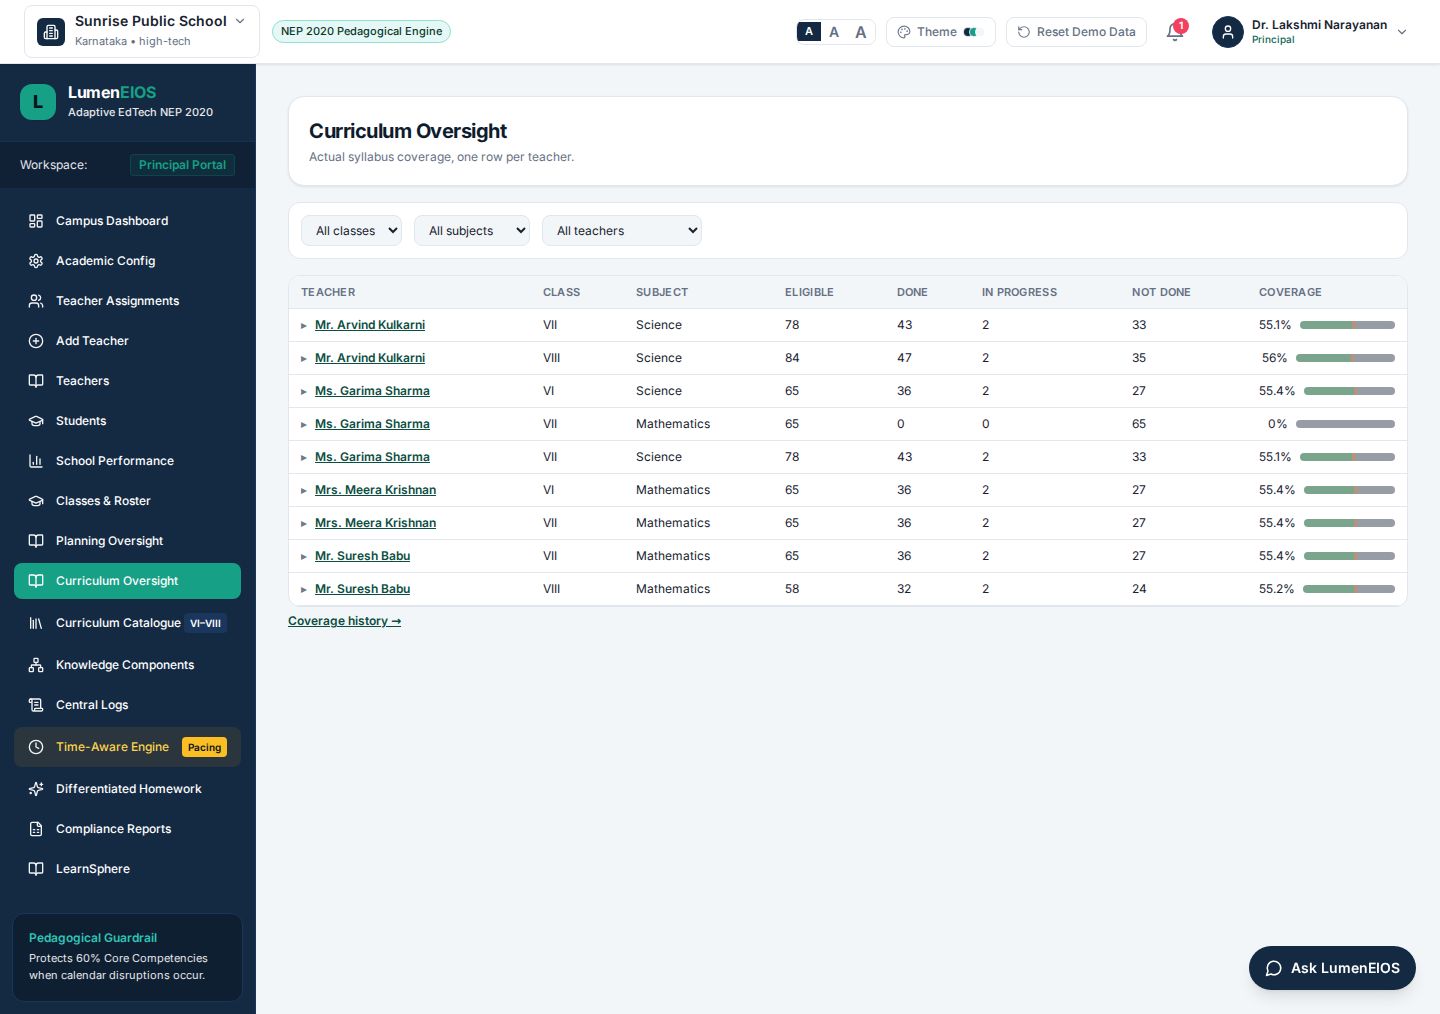 Sunrise Public School
Karnataka • high-tech
NEP 2020 Pedagogical Engine
A A A
Theme
Reset Demo Data
1
Dr. Lakshmi Narayanan
Principal
L
LumenEIOS
Adaptive EdTech NEP 2020
Workspace: Principal Portal
Campus Dashboard
Academic Config
Teacher Assignments
Add Teacher
Teachers
Students
School Performance
Classes & Roster
Planning Oversight
Curriculum Oversight
Curriculum Catalogue VI–VIII
Knowledge Components
Central Logs
Time-Aware Engine Pacing
Differentiated Homework
Compliance Reports
LearnSphere
Pedagogical Guardrail
Protects 60% Core Competencies
when calendar disruptions occur.
Curriculum Oversight
Actual syllabus coverage, one row per teacher.
All classes All subjects All teachers
TEACHER CLASS SUBJECT ELIGIBLE DONE IN PROGRESS NOT DONE COVERAGE
▸ Mr. Arvind Kulkarni VII Science 78 43 2 33 55.1%
▸ Mr. Arvind Kulkarni VIII Science 84 47 2 35 56%
▸ Ms. Garima Sharma VI Science 65 36 2 27 55.4%
▸ Ms. Garima Sharma VII Mathematics 65 0 0 65 0%
▸ Ms. Garima Sharma VII Science 78 43 2 33 55.1%
▸ Mrs. Meera Krishnan VI Mathematics 65 36 2 27 55.4%
▸ Mrs. Meera Krishnan VII Mathematics 65 36 2 27 55.4%
▸ Mr. Suresh Babu VII Mathematics 65 36 2 27 55.4%
▸ Mr. Suresh Babu VIII Mathematics 58 32 2 24 55.2%
Coverage history →
Ask LumenEIOS